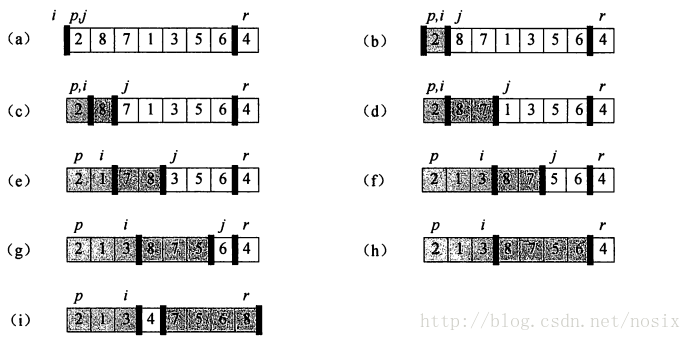 i p,j r
(a) 2 8 7 1 3 5 6 4
p,i j r
(b) 2 8 7 1 3 5 6 4
p,i j r
(c) 2 8 7 1 3 5 6 4
p,i j r
(d) 2 8 7 1 3 5 6 4
p i j r
(e) 2 1 7 8 3 5 6 4
p i j r
(f) 2 1 3 8 7 5 6 4
p i j r
(g) 2 1 3 8 7 5 6 4
p i r
(h) 2 1 3 8 7 5 6 4
p i r
(i) 2 1 3 4 7 5 6 8
http://blog.csdn.net/nosix